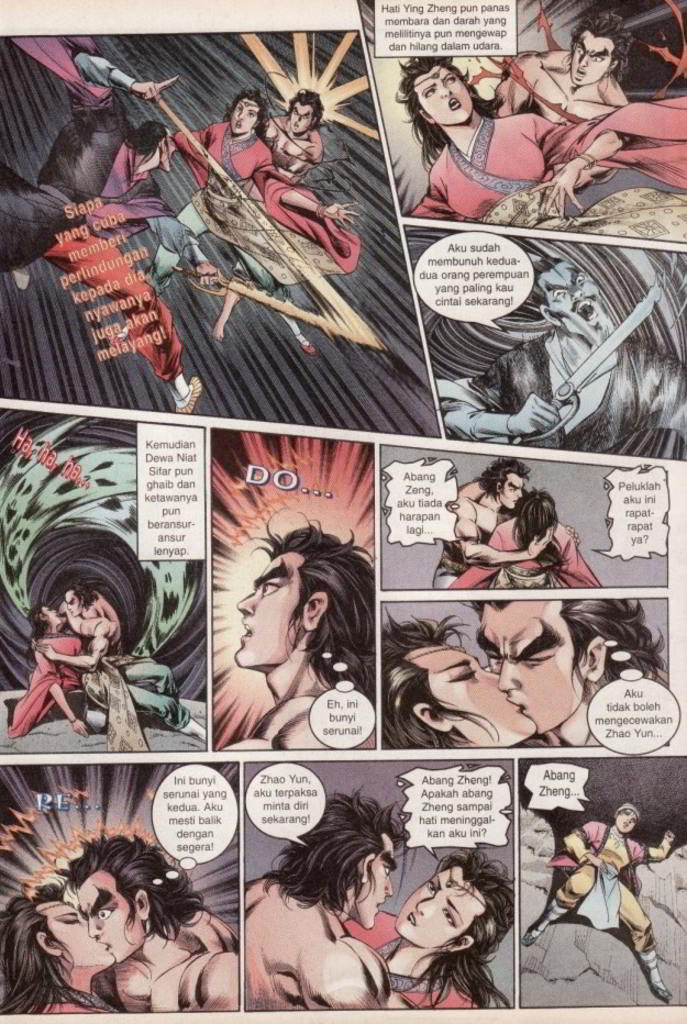 Hati Ying Zheng pun panas
membara dan darah yang
melilitinya pun mengewap
dan hilang dalam udara.
Siapa
yang cuba
memberi
perlindungan
kepada dia,
nyawanya
juga akan
melayang!
Aku sudah
membunuh kedua-
dua orang perempuan
yang paling kau
cintai sekarang!
Ha, ha, ha...
Kemudian
Dewa Niat
Sifar pun
ghaib dan
ketawanya
pun
beransur-
ansur
lenyap.
DO...
Eh, ini
bunyi
serunai!
Abang
Zeng,
aku tiada
harapan
lagi...
Peluklah
aku ini
rapat-
rapat
ya?
Aku
tidak boleh
mengecewakan
Zhao Yun...
RE...
Ini bunyi
serunai yang
kedua. Aku
mesti balik
dengan
segera!
Zhao Yun,
aku terpaksa
minta diri
sekarang!
Abang Zheng!
Apakah abang
Zheng sampai
hati meninggal-
kan aku ini?
Abang
Zheng...